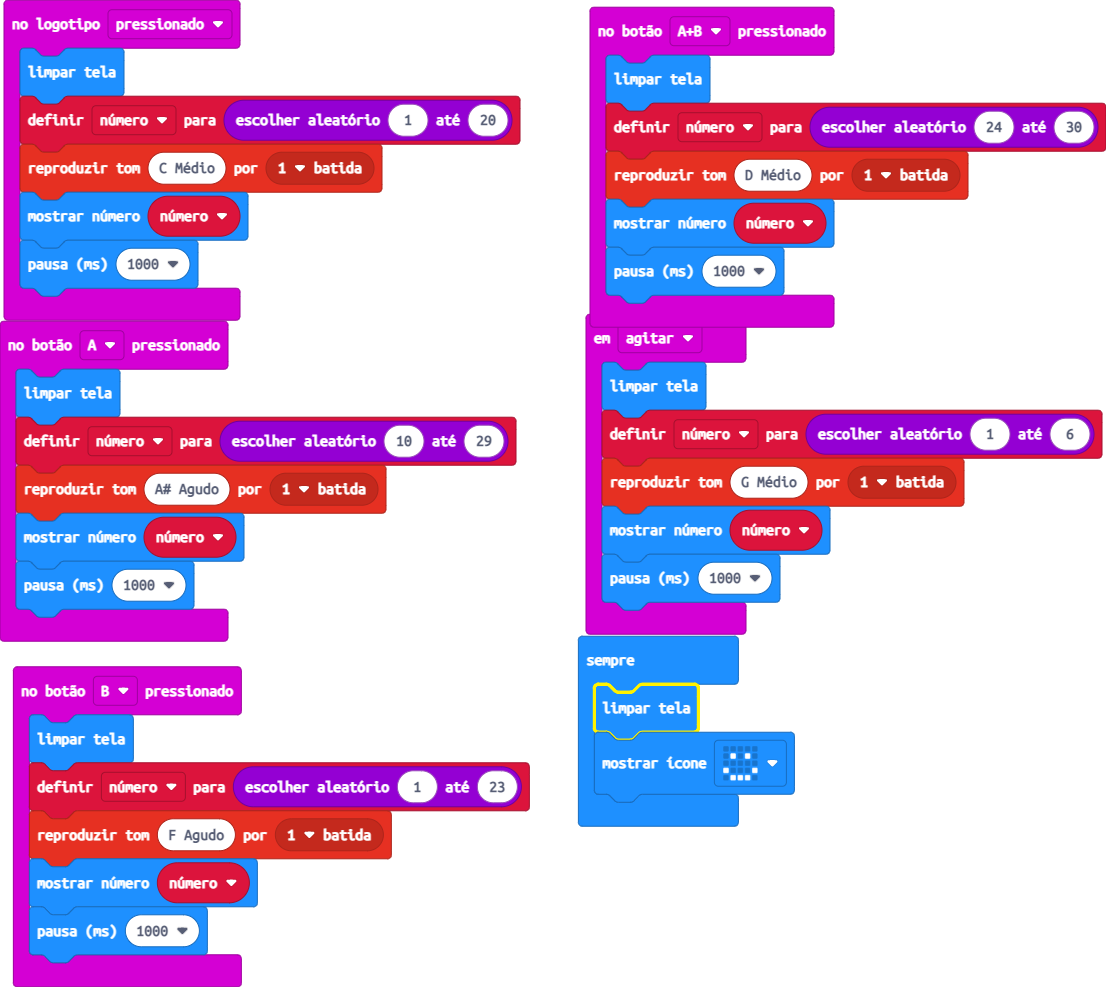 no logotipo pressionado
limpar tela
definir número para escolher aleatório 1 até 20
reproduzir tom C Médio por 1 batida
mostrar número número
pausa (ms) 1000
no botão A pressionado
limpar tela
definir número para escolher aleatório 10 até 29
reproduzir tom A# Agudo por 1 batida
mostrar número número
pausa (ms) 1000
no botão B pressionado
limpar tela
definir número para escolher aleatório 1 até 23
reproduzir tom F Agudo por 1 batida
mostrar número número
pausa (ms) 1000
no botão A+B pressionado
limpar tela
definir número para escolher aleatório 24 até 30
reproduzir tom D Médio por 1 batida
mostrar número número
pausa (ms) 1000
em agitar
limpar tela
definir número para escolher aleatório 1 até 6
reproduzir tom G Médio por 1 batida
mostrar número número
pausa (ms) 1000
sempre
limpar tela
mostrar ícone